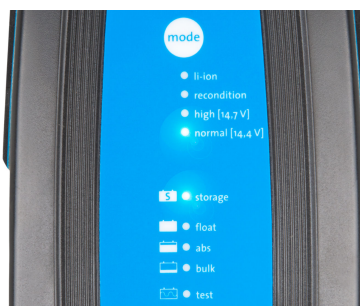 mode
li-ion
recondition
high [14,7 V]
normal [14,4 V]
S storage
float
abs
bulk
test